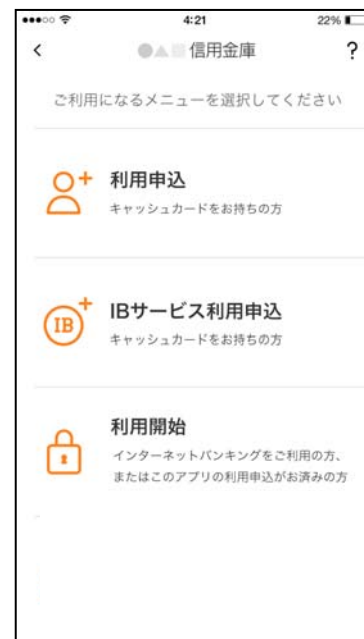 4:21
22%
●▲■信用金庫
?
ご利用になるメニューを選択してください
利用申込
キャッシュカードをお持ちの方
IB
IBサービス利用申込
キャッシュカードをお持ちの方
利用開始
インターネットバンキングをご利用の方、
またはこのアプリの利用申込がお済みの方